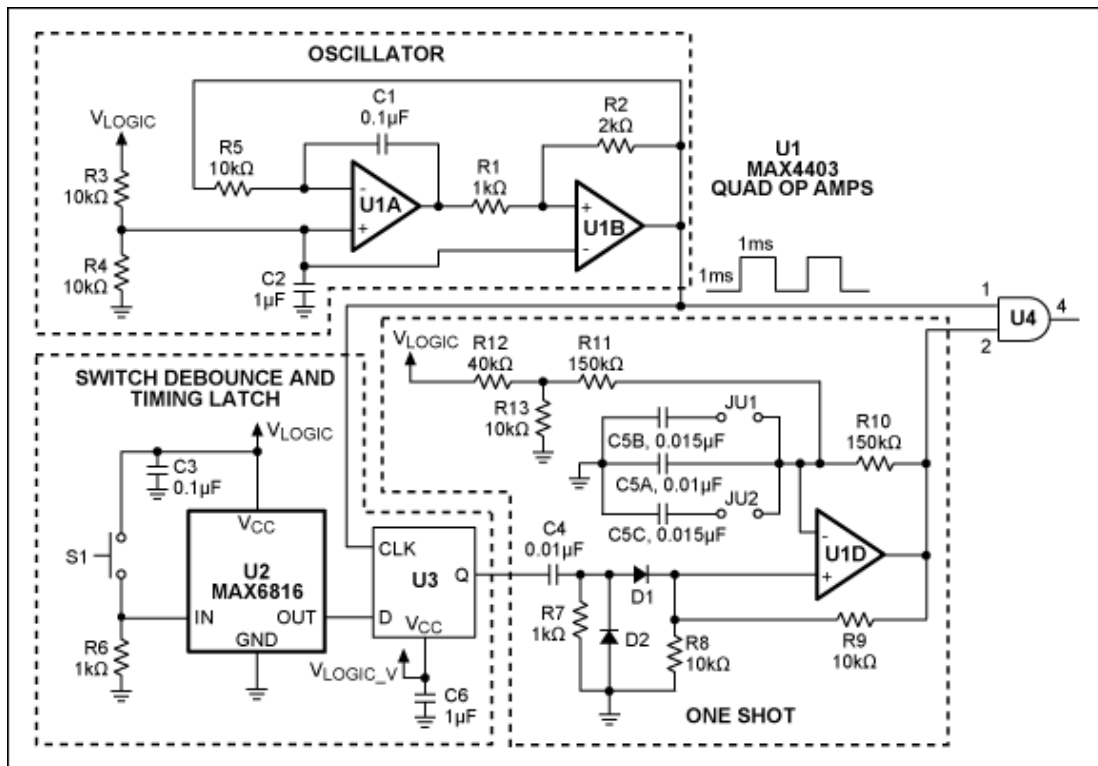 OSCILLATOR
C1
0.1µF
R2
2kΩ
VLOGIC
R5
10kΩ
R1
1kΩ
U1
MAX4403
QUAD OP AMPS
R3
10kΩ
-
U1A
+
+
U1B
-
R4
10kΩ
C2
1µF
1ms
1ms
1
U4
4
2
SWITCH DEBOUNCE AND
TIMING LATCH
VLOGIC
R12
40kΩ
R11
150kΩ
R13
10kΩ
JU1
C5B, 0.015µF
R10
150kΩ
C5A, 0.01µF
JU2
C5C, 0.015µF
VLOGIC
C3
0.1µF
VCC
S1
U2
MAX6816
IN
OUT
GND
R6
1kΩ
CLK
U3
Q
D
VCC
VLOGIC_V
C6
1µF
C4
0.01µF
-
U1D
+
D1
R7
1kΩ
D2
R8
10kΩ
R9
10kΩ
ONE SHOT